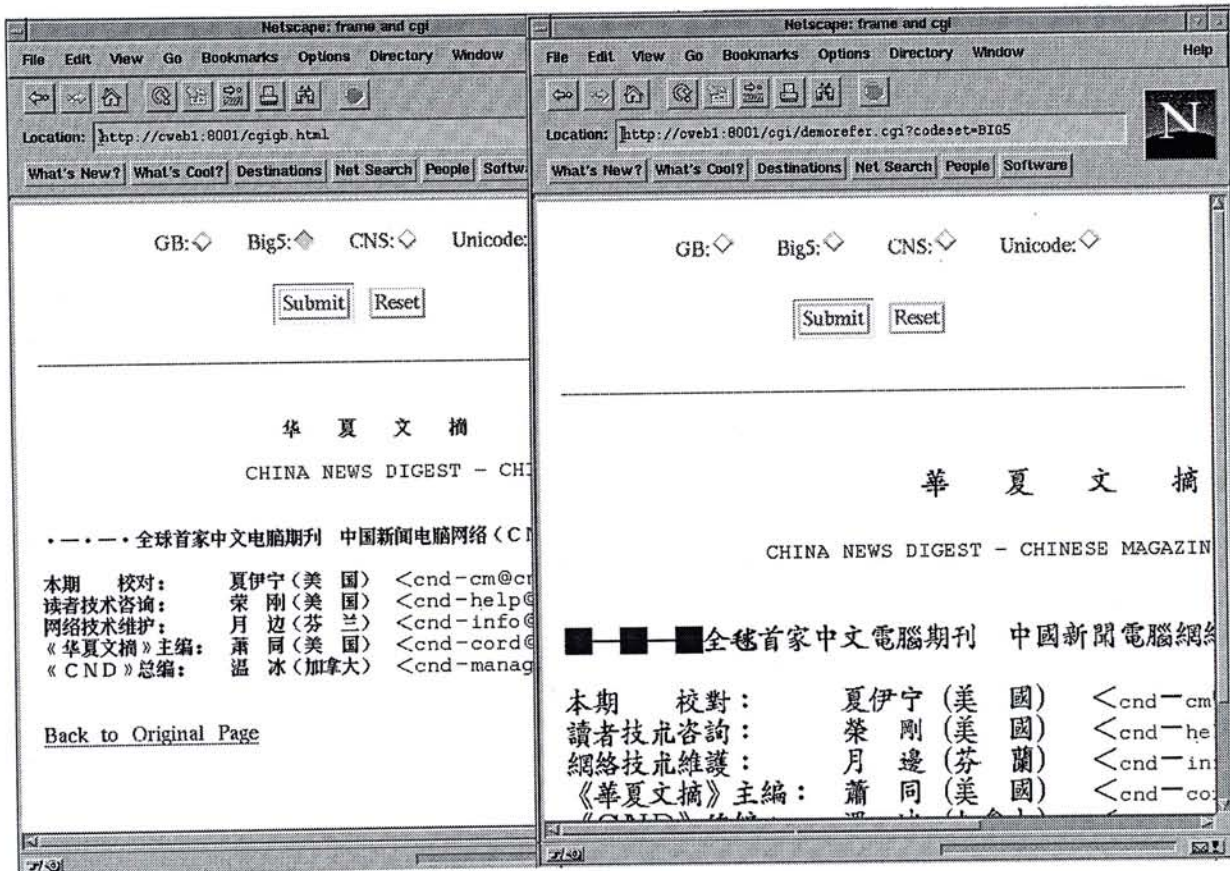 Netscape: frame and cgi
File Edit View Go Bookmarks Options Directory Window
Location: http://cweb1:8001/cgigb.html
What's New? What's Cool? Destinations Net Search People Softw
GB: Big5: CNS: Unicode:
Submit Reset
华 夏 文 摘
CHINA NEWS DIGEST - CHI
·—·—·全球首家中文电脑期刊 中国新闻电脑网络(CN
本期 校对: 夏伊宁(美 国) <cnd-cm@cn
读者技术咨询: 荣 刚(美 国) <cnd-help@
网络技术维护: 月 边(芬 兰) <cnd-info@
《华夏文摘》主编: 萧 同(美 国) <cnd-cord@
《CND》总编: 温 冰(加拿大) <cnd-manag
Back to Original Page
Netscape: frame and cgi
File Edit View Go Bookmarks Options Directory Window Help
N
Location: http://cweb1:8001/cgi/demorefer.cgi?codeset=BIG5
What's New? What's Cool? Destinations Net Search People Software
GB: Big5: CNS: Unicode:
Submit Reset
華 夏 文 摘
CHINA NEWS DIGEST - CHINESE MAGAZIN
■—■—■全毬首家中文電腦期刊 中國新聞電腦網絡
本期 校對: 夏伊宁(美 國) <cnd-cm
讀者技朮咨詢: 榮 剛(美 國) <cnd-he
網絡技朮維護: 月 邊(芬 蘭) <cnd-in
《華夏文摘》主編: 蕭 同(美 國) <cnd-co